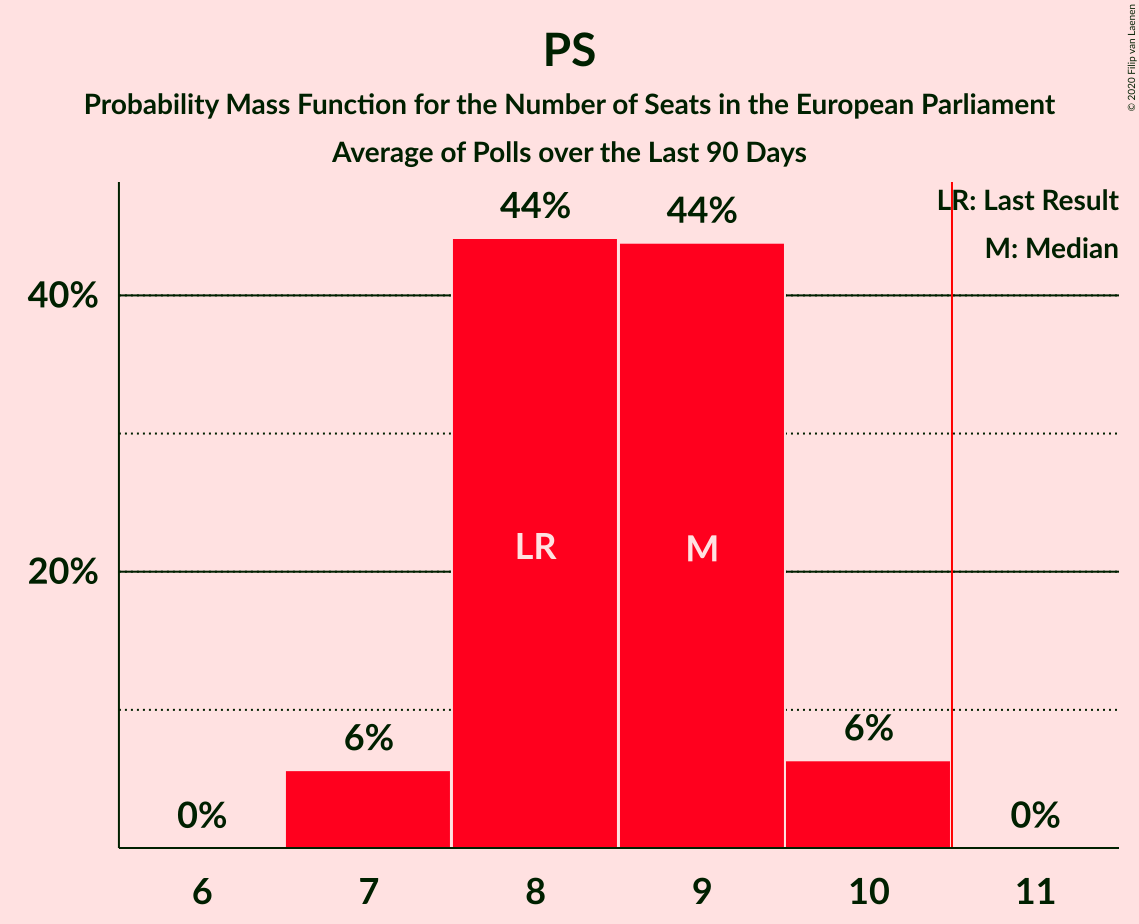 PS
Probability Mass Function for the Number of Seats in the European Parliament
Average of Polls over the Last 90 Days
© 2020 Filip van Laenen
LR: Last Result
M: Median
44%
44%
40%
LR
M
20%
6%
6%
0%
0%
6
7
8
9
10
11